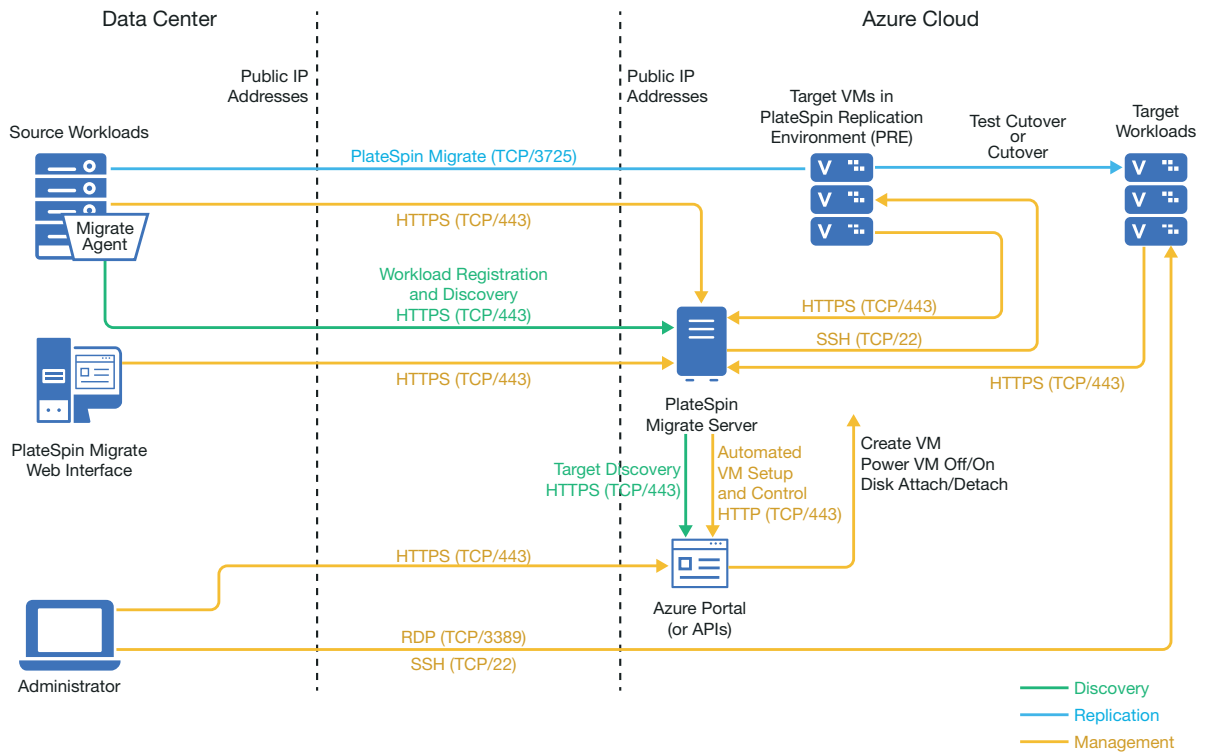 Data Center
Azure Cloud
Public IP
Addresses
Public IP
Addresses
Target VMs in
PlateSpin Replication
Environment (PRE)
Test Cutover
or
Cutover
Target
Workloads
Source Workloads
PlateSpin Migrate (TCP/3725)
V
V
V
V
V
V
HTTPS (TCP/443)
Migrate
Agent
Workload Registration
and Discovery
HTTPS (TCP/443)
HTTPS (TCP/443)
SSH (TCP/22)
HTTPS (TCP/443)
HTTPS (TCP/443)
PlateSpin
Migrate Server
PlateSpin Migrate
Web Interface
Target Discovery
HTTPS (TCP/443)
Automated
VM Setup
and Control
HTTP (TCP/443)
Create VM
Power VM Off/On
Disk Attach/Detach
HTTPS (TCP/443)
Azure Portal
(or APIs)
RDP (TCP/3389)
SSH (TCP/22)
Administrator
Discovery
Replication
Management